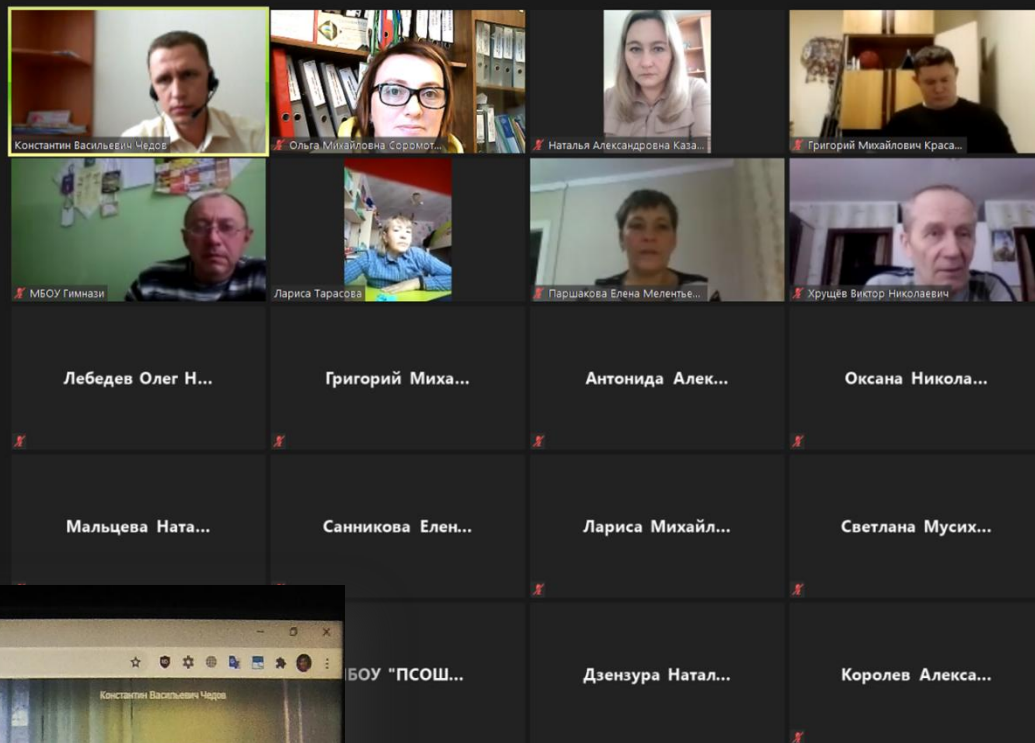 Константин Васильевич Чедов
Ольга Михайловна Соромот...
Наталья Александровна Каза...
Григорий Михайлович Краса...
МБОУ Гимнази
Лариса Тарасова
Паршакова Елена Мелентье...
Хрущёв Виктор Николаевич
Лебедев Олег Н...
Григорий Миха...
Антонида Алек...
Оксана Никола...
Мальцева Ната...
Санникова Елен...
Лариса Михайл...
Светлана Мусих...
БОУ "ПСОШ...
Дзензура Натал...
Королев Алекса...
Константин Васильевич Чедов